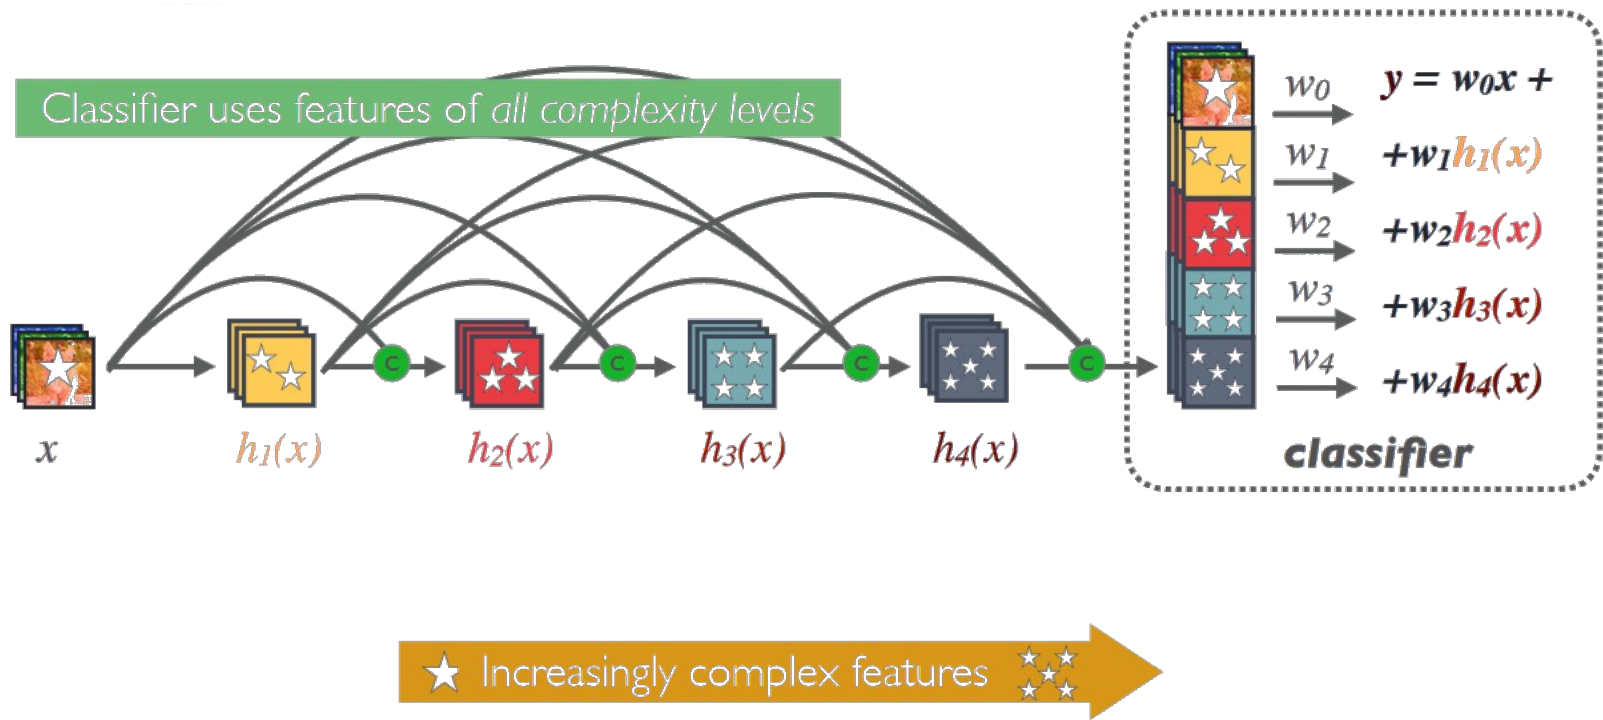 Classifier uses features of all complexity levels
w0
y = w0x +
w1
+w1h1(x)
w2
+w2h2(x)
w3
+w3h3(x)
w4
+w4h4(x)
classifier
C
C
C
C
x
h1(x)
h2(x)
h3(x)
h4(x)
Increasingly complex features